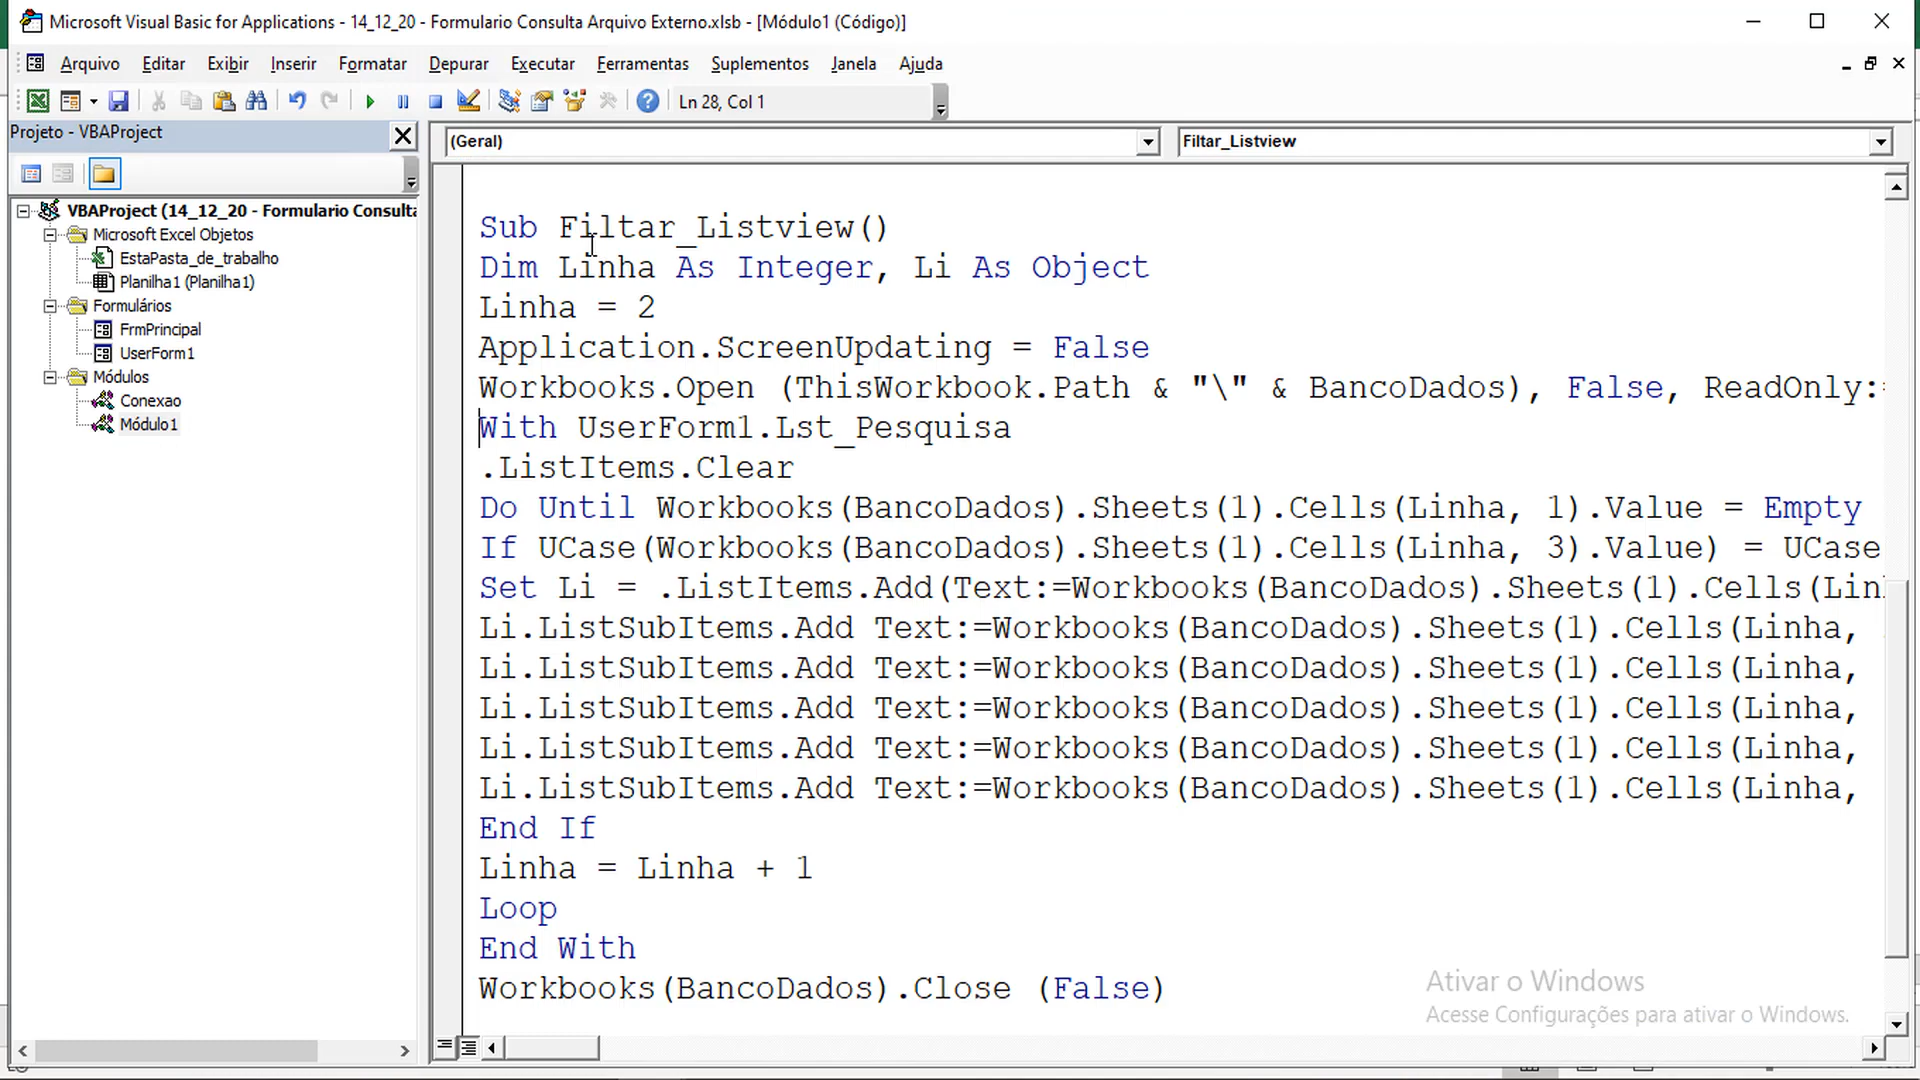 Microsoft Visual Basic for Applications - 14_12_20 - Formulario Consulta Arquivo Externo.xlsb - [Módulo1 (Código)]
Arquivo Editar Exibir Inserir Formatar Depurar Executar Ferramentas Suplementos Janela Ajuda
Ln 28, Col 1
Projeto - VBAProject
(Geral)
Filtar_Listview
VBAProject (14_12_20 - Formulario Consulta
Microsoft Excel Objetos
EstaPasta_de_trabalho
Planilha1 (Planilha1)
Formulários
FrmPrincipal
UserForm1
Módulos
Conexao
Módulo1
Sub Filtar_Listview()
Dim Linha As Integer, Li As Object
Linha = 2
Application.ScreenUpdating = False
Workbooks.Open (ThisWorkbook.Path & "\" & BancoDados), False, ReadOnly:
With UserForm1.Lst_Pesquisa
.ListItems.Clear
Do Until Workbooks(BancoDados).Sheets(1).Cells(Linha, 1).Value = Empty
If UCase(Workbooks(BancoDados).Sheets(1).Cells(Linha, 3).Value) = UCase
Set Li = .ListItems.Add(Text:=Workbooks(BancoDados).Sheets(1).Cells(Lin
Li.ListSubItems.Add Text:=Workbooks(BancoDados).Sheets(1).Cells(Linha,
Li.ListSubItems.Add Text:=Workbooks(BancoDados).Sheets(1).Cells(Linha,
Li.ListSubItems.Add Text:=Workbooks(BancoDados).Sheets(1).Cells(Linha,
Li.ListSubItems.Add Text:=Workbooks(BancoDados).Sheets(1).Cells(Linha,
Li.ListSubItems.Add Text:=Workbooks(BancoDados).Sheets(1).Cells(Linha,
End If
Linha = Linha + 1
Loop
End With
Workbooks(BancoDados).Close (False)
Ativar o Windows
Acesse Configurações para ativar o Windows.